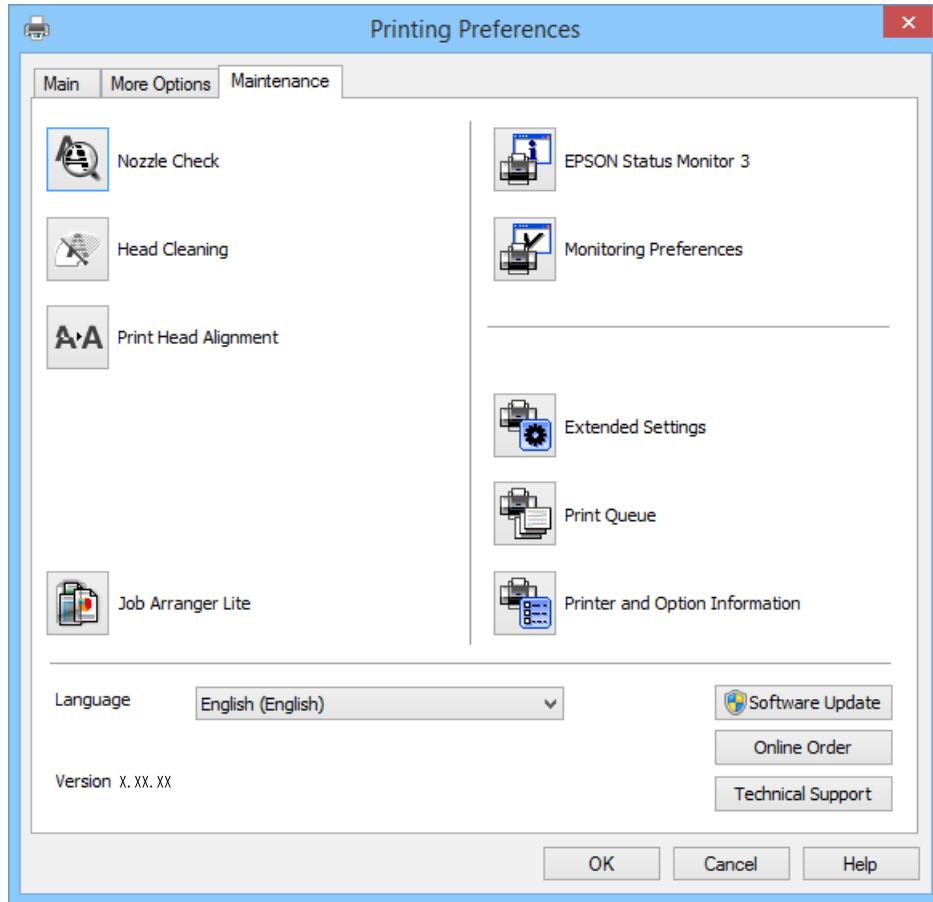 Printing Preferences
Main
More Options
Maintenance
Nozzle Check
Head Cleaning
Print Head Alignment
Job Arranger Lite
EPSON Status Monitor 3
Monitoring Preferences
Extended Settings
Print Queue
Printer and Option Information
Language
English (English)
Version X.XX.XX
Software Update
Online Order
Technical Support
OK
Cancel
Help